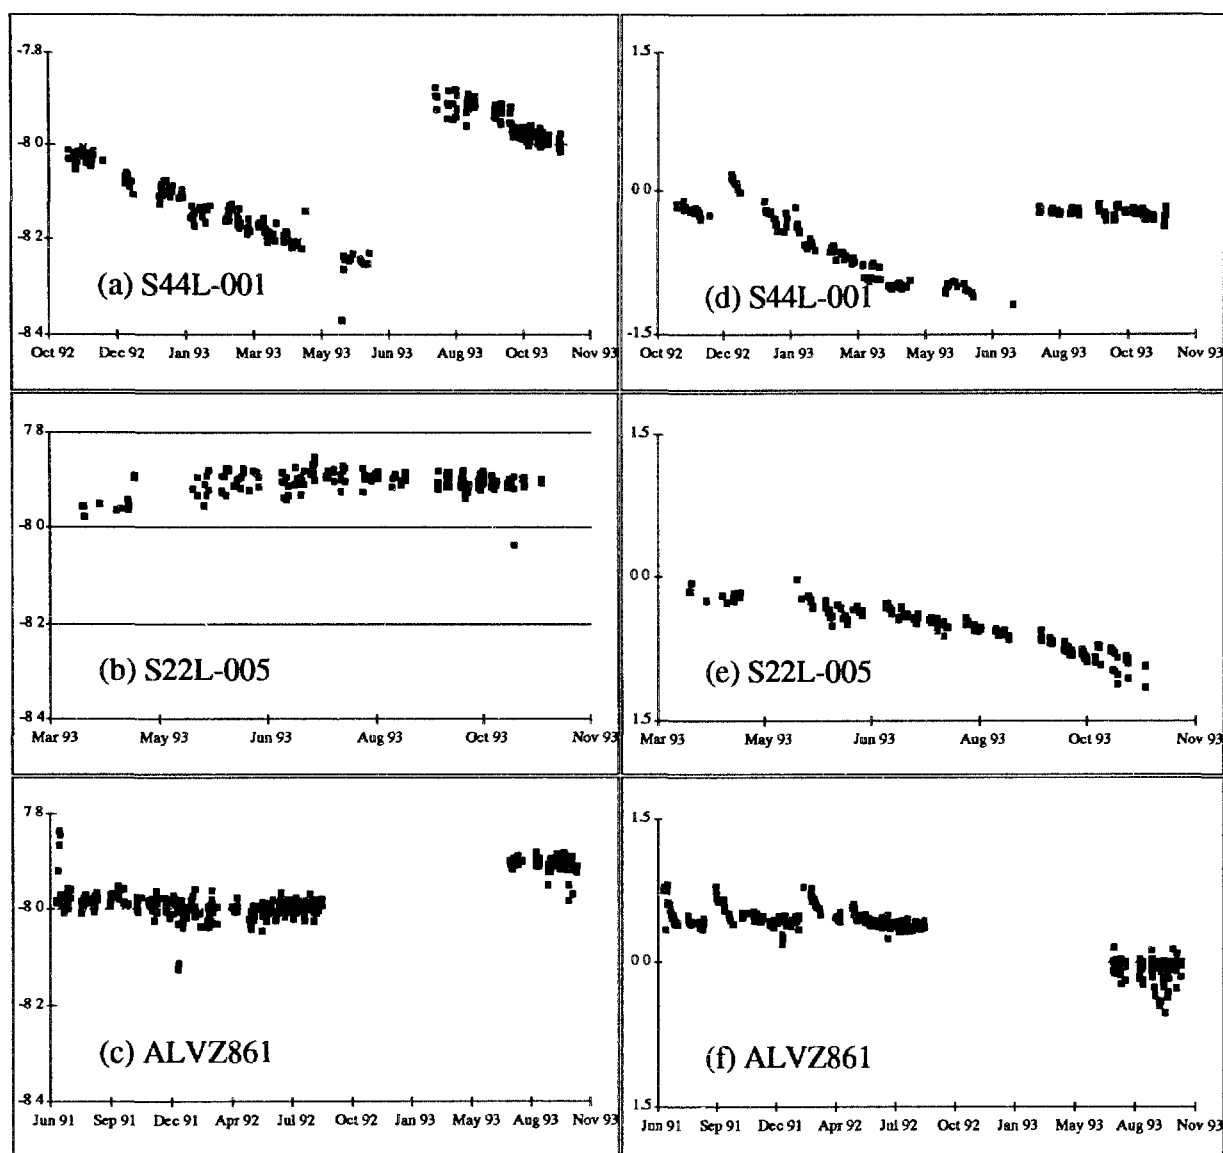 -7.8
-8 0
-8 2
-8 4
(a) S44L-001
Oct 92 Dec 92 Jan 93 Mar 93 May 93 Jun 93 Aug 93 Oct 93 Nov 93
1.5
0 0
-1.5
(d) S44L-001
Oct 92 Dec 92 Jan 93 Mar 93 May 93 Jun 93 Aug 93 Oct 93 Nov 93
7 8
-8 0
-8 2
-8 4
(b) S22L-005
Mar 93 May 93 Jun 93 Aug 93 Oct 93 Nov 93
1.5
0 0
1.5
(e) S22L-005
Mar 93 May 93 Jun 93 Aug 93 Oct 93 Nov 93
7 8
-8 0
-8 2
-8 4
(c) ALVZ861
Jun 91 Sep 91 Dec 91 Apr 92 Jul 92 Oct 92 Jan 93 May 93 Aug 93 Nov 93
1.5
0 0
1.5
(f) ALVZ861
Jun 91 Sep 91 Dec 91 Apr 92 Jul 92 Oct 92 Jan 93 May 93 Aug 93 Nov 93